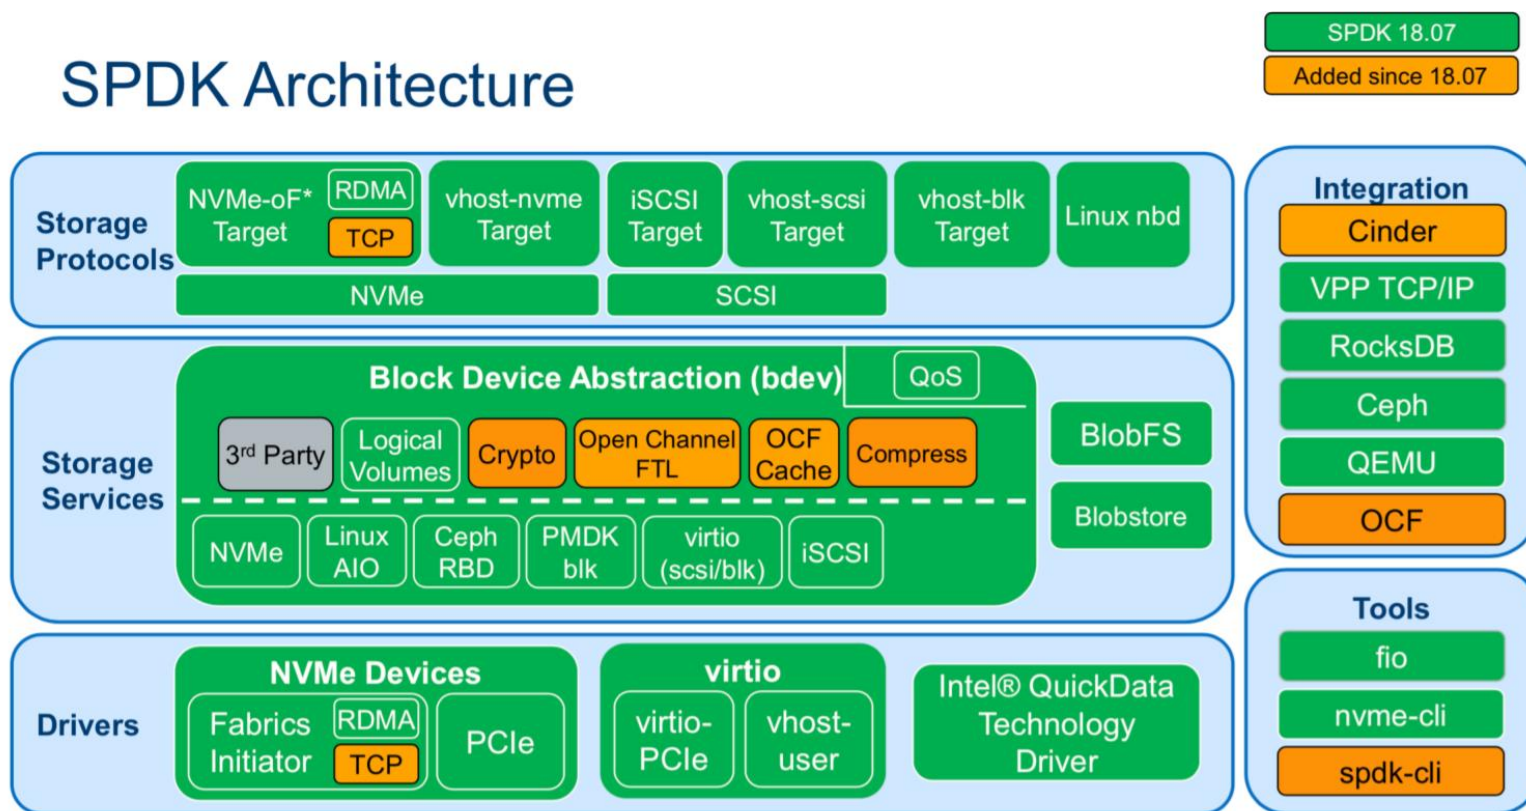 SPDK 18.07
Added since 18.07
SPDK Architecture
Storage
Protocols
NVMe-oF*
Target
RDMA
TCP
vhost-nvme
Target
iSCSI
Target
vhost-scsi
Target
vhost-blk
Target
Linux nbd
NVMe
SCSI
Storage
Services
Block Device Abstraction (bdev)
QoS
3rd Party
Logical
Volumes
Crypto
Open Channel
FTL
OCF
Cache
Compress
NVMe
Linux
AIO
Ceph
RBD
PMDK
blk
virtio
(scsi/blk)
iSCSI
BlobFS
Blobstore
Drivers
NVMe Devices
Fabrics
Initiator
RDMA
TCP
PCIe
virtio
virtio-
PCIe
vhost-
user
Intel® QuickData
Technology
Driver
Integration
Cinder
VPP TCP/IP
RocksDB
Ceph
QEMU
OCF
Tools
fio
nvme-cli
spdk-cli